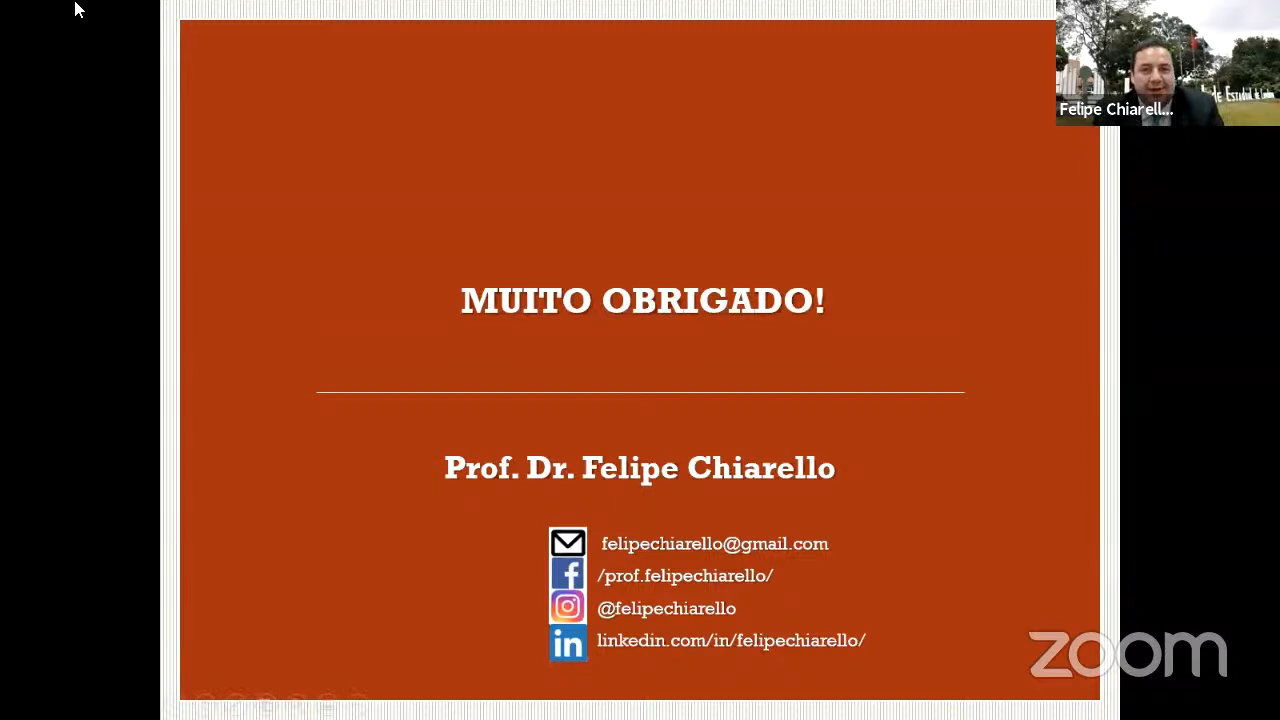 MUITO OBRIGADO!
Prof. Dr. Felipe Chiarello
felipechiarello@gmail.com
/prof.felipechiarello/
@felipechiarello
in linkedin.com/in/felipechiarello/
Felipe Chiarell...
zoom